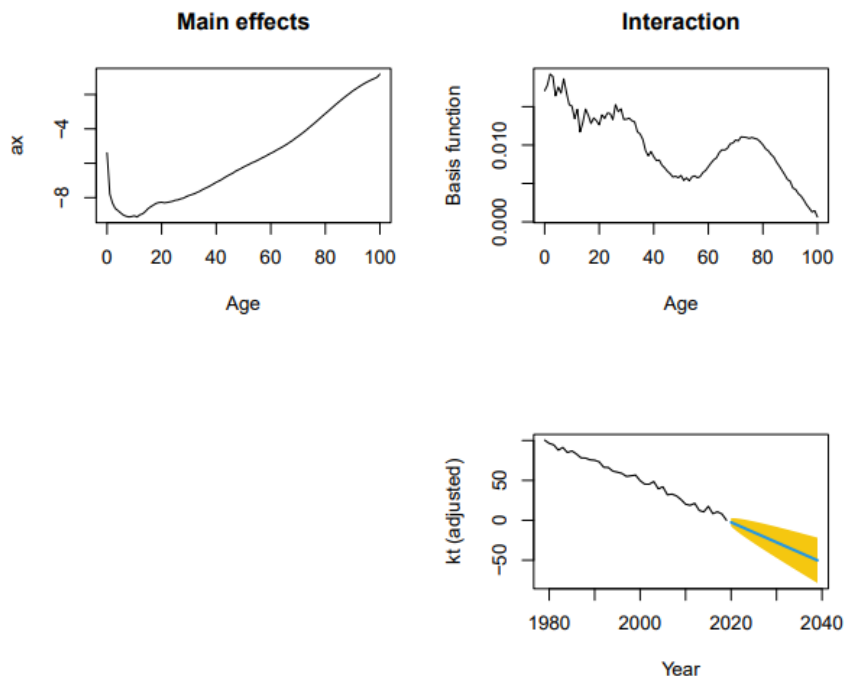 Main effects
ax
-4
-8
0 20 40 60 80 100
Age
Interaction
Basis function
0.010
0.000
0 20 40 60 80 100
Age
kt (adjusted)
50
0
-50
1980 2000 2020 2040
Year